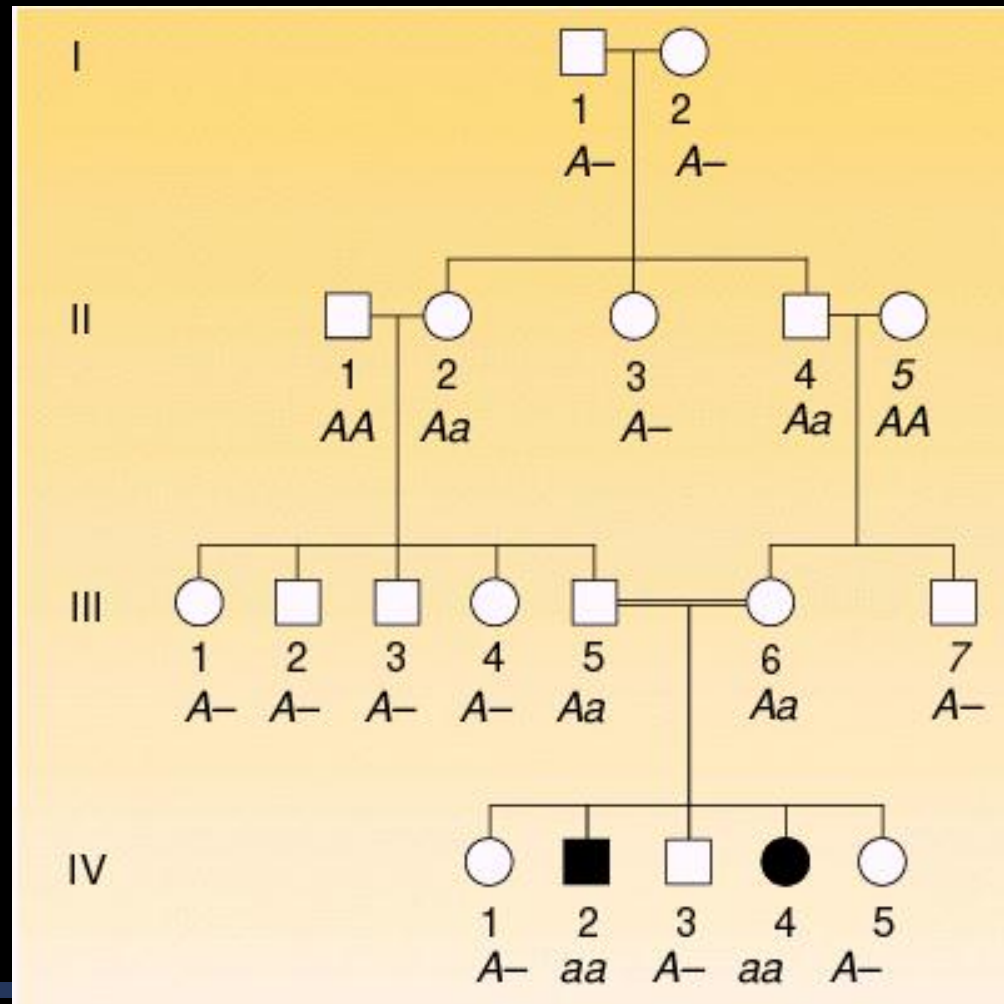 I
1 2
A– A–
II
1 2 3 4 5
AA Aa A– Aa AA
III
1 2 3 4 5 6 7
A– A– A– A– Aa Aa A–
IV
1 2 3 4 5
A– aa A– aa A–